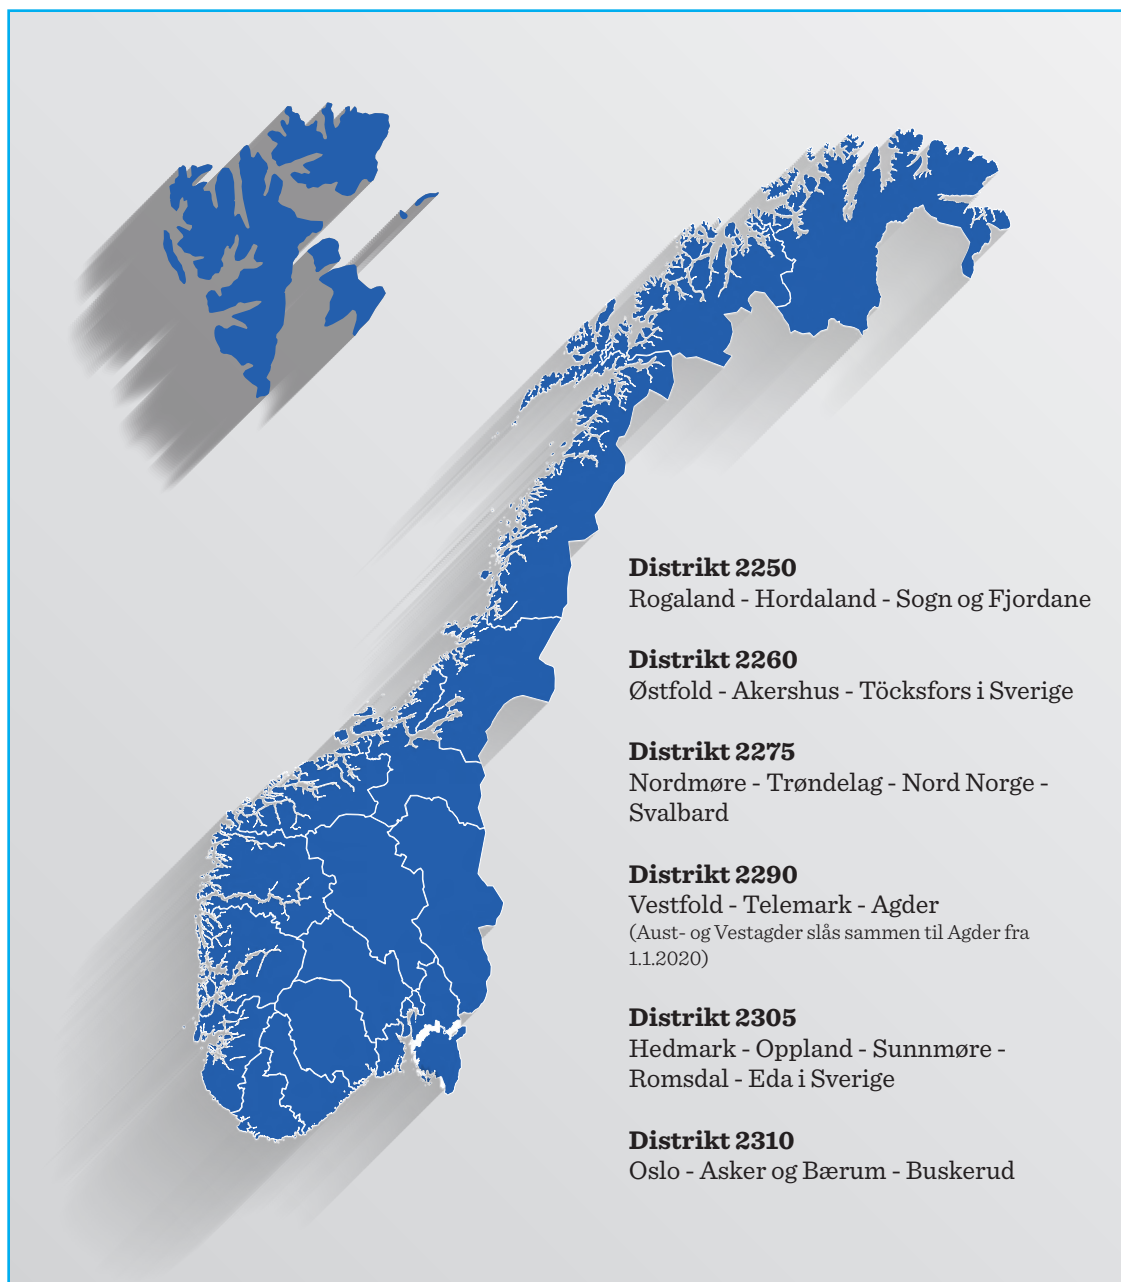 Distrikt 2250
Rogaland - Hordaland - Sogn og Fjordane
Distrikt 2260
Østfold - Akershus - Töcksfors i Sverige
Distrikt 2275
Nordmøre - Trøndelag - Nord Norge -
Svalbard
Distrikt 2290
Vestfold - Telemark - Agder
(Aust- og Vestagder slås sammen til Agder fra
1.1.2020)
Distrikt 2305
Hedmark - Oppland - Sunnmøre -
Romsdal - Eda i Sverige
Distrikt 2310
Oslo - Asker og Bærum - Buskerud